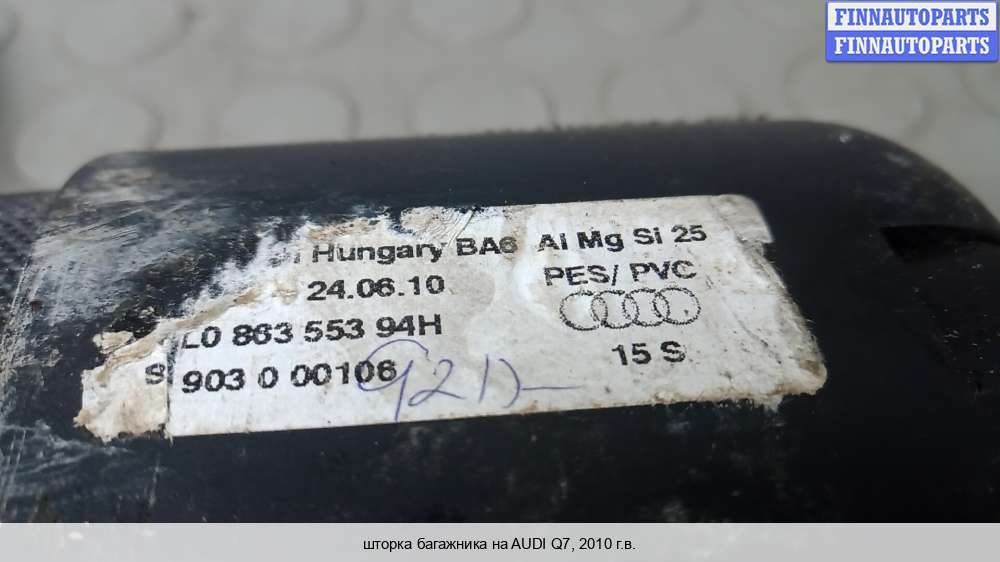 FINNAUTOPARTS
FINNAUTOPARTS
Hungary BA6 Al Mg Si 25
24.06.10 PES/ PVC
L0 863 553 94H
15 S
S 903 0 00106
шторка багажника на AUDI Q7, 2010 г.в.